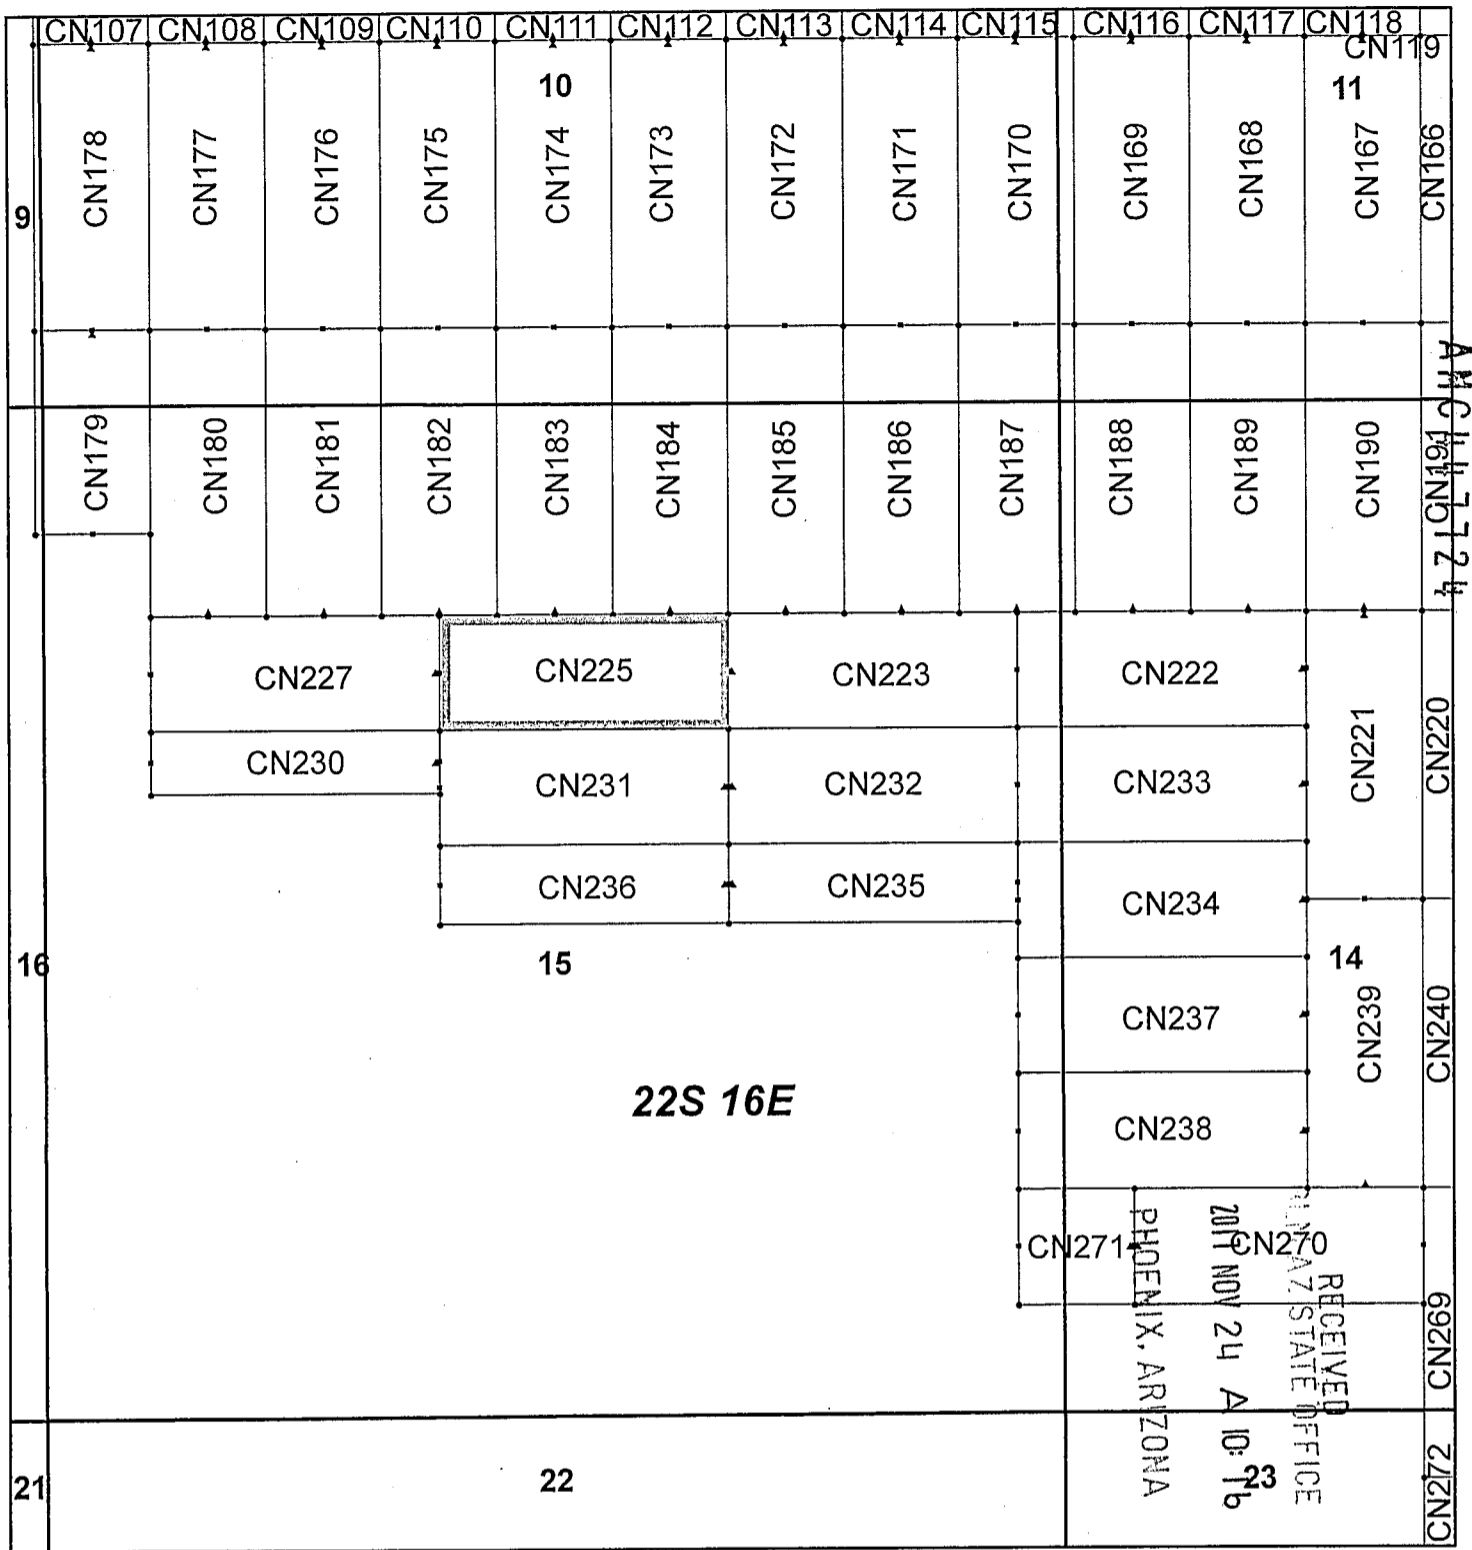 CN107 CN108 CN109 CN110 CN111 CN112 CN113 CN114 CN115 CN116 CN117 CN118
CN119
10 11
CN178 CN177 CN176 CN175 CN174 CN173 CN172 CN171 CN170 CN169 CN168 CN167 CN166
9
AMC447724
CN179 CN180 CN181 CN182 CN183 CN184 CN185 CN186 CN187 CN188 CN189 CN190 CN191
CN227 CN225 CN223 CN222
CN221 CN220
CN230 CN231 CN232 CN233
CN236 CN235 CN234
16 15 14
CN237 CN239 CN240
22S 16E
CN238
CN271 CN270
CN269
RECEIVED
AZ STATE OFFICE
NOV 24 A 10:16
PHOENIX, ARIZONA
21 22 23
CN272